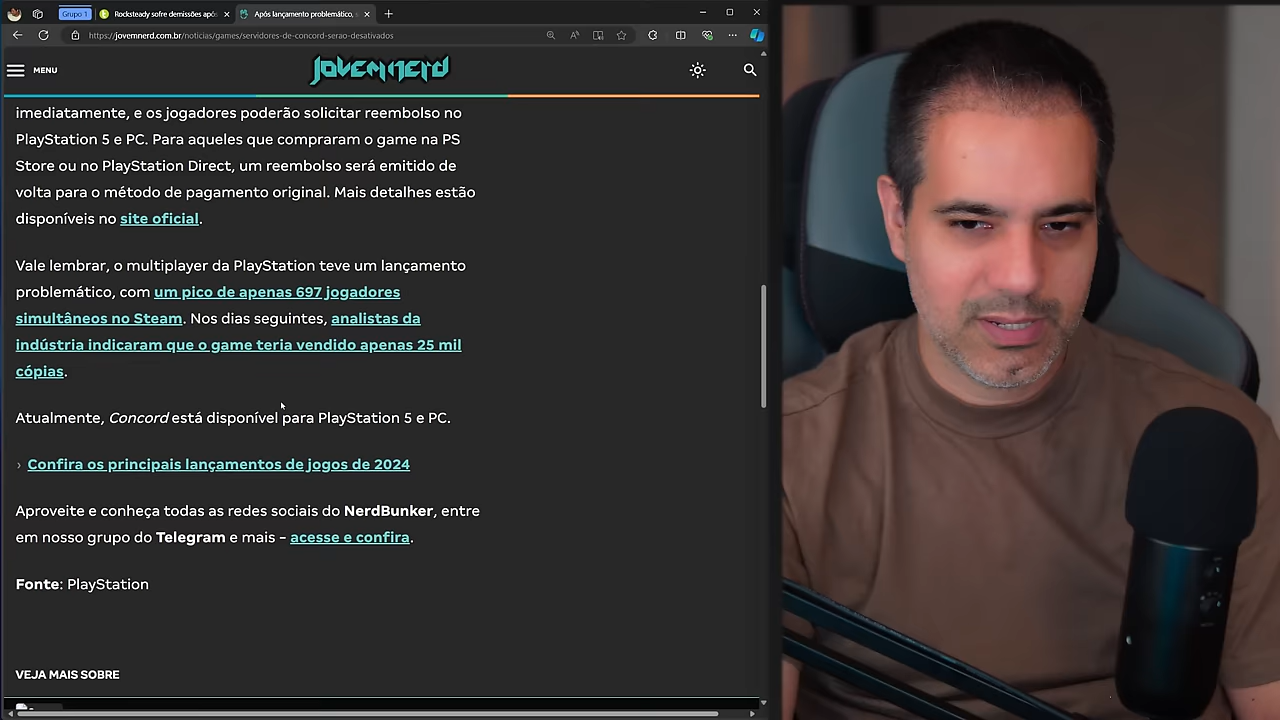 Grupo 1
Rocksteady sofre demissões após
Após lançamento problemático, s
https://jovemnerd.com.br/noticias/games/servidores-de-concord-serao-desativados
MENU
JOVEM NERD
imediatamente, e os jogadores poderão solicitar reembolso no
PlayStation 5 e PC. Para aqueles que compraram o game na PS
Store ou no PlayStation Direct, um reembolso será emitido de
volta para o método de pagamento original. Mais detalhes estão
disponíveis no site oficial.
Vale lembrar, o multiplayer da PlayStation teve um lançamento
problemático, com um pico de apenas 697 jogadores
simultâneos no Steam. Nos dias seguintes, analistas da
indústria indicaram que o game teria vendido apenas 25 mil
cópias.
Atualmente, Concord está disponível para PlayStation 5 e PC.
› Confira os principais lançamentos de jogos de 2024
Aproveite e conheça todas as redes sociais do NerdBunker, entre
em nosso grupo do Telegram e mais – acesse e confira.
Fonte: PlayStation
VEJA MAIS SOBRE